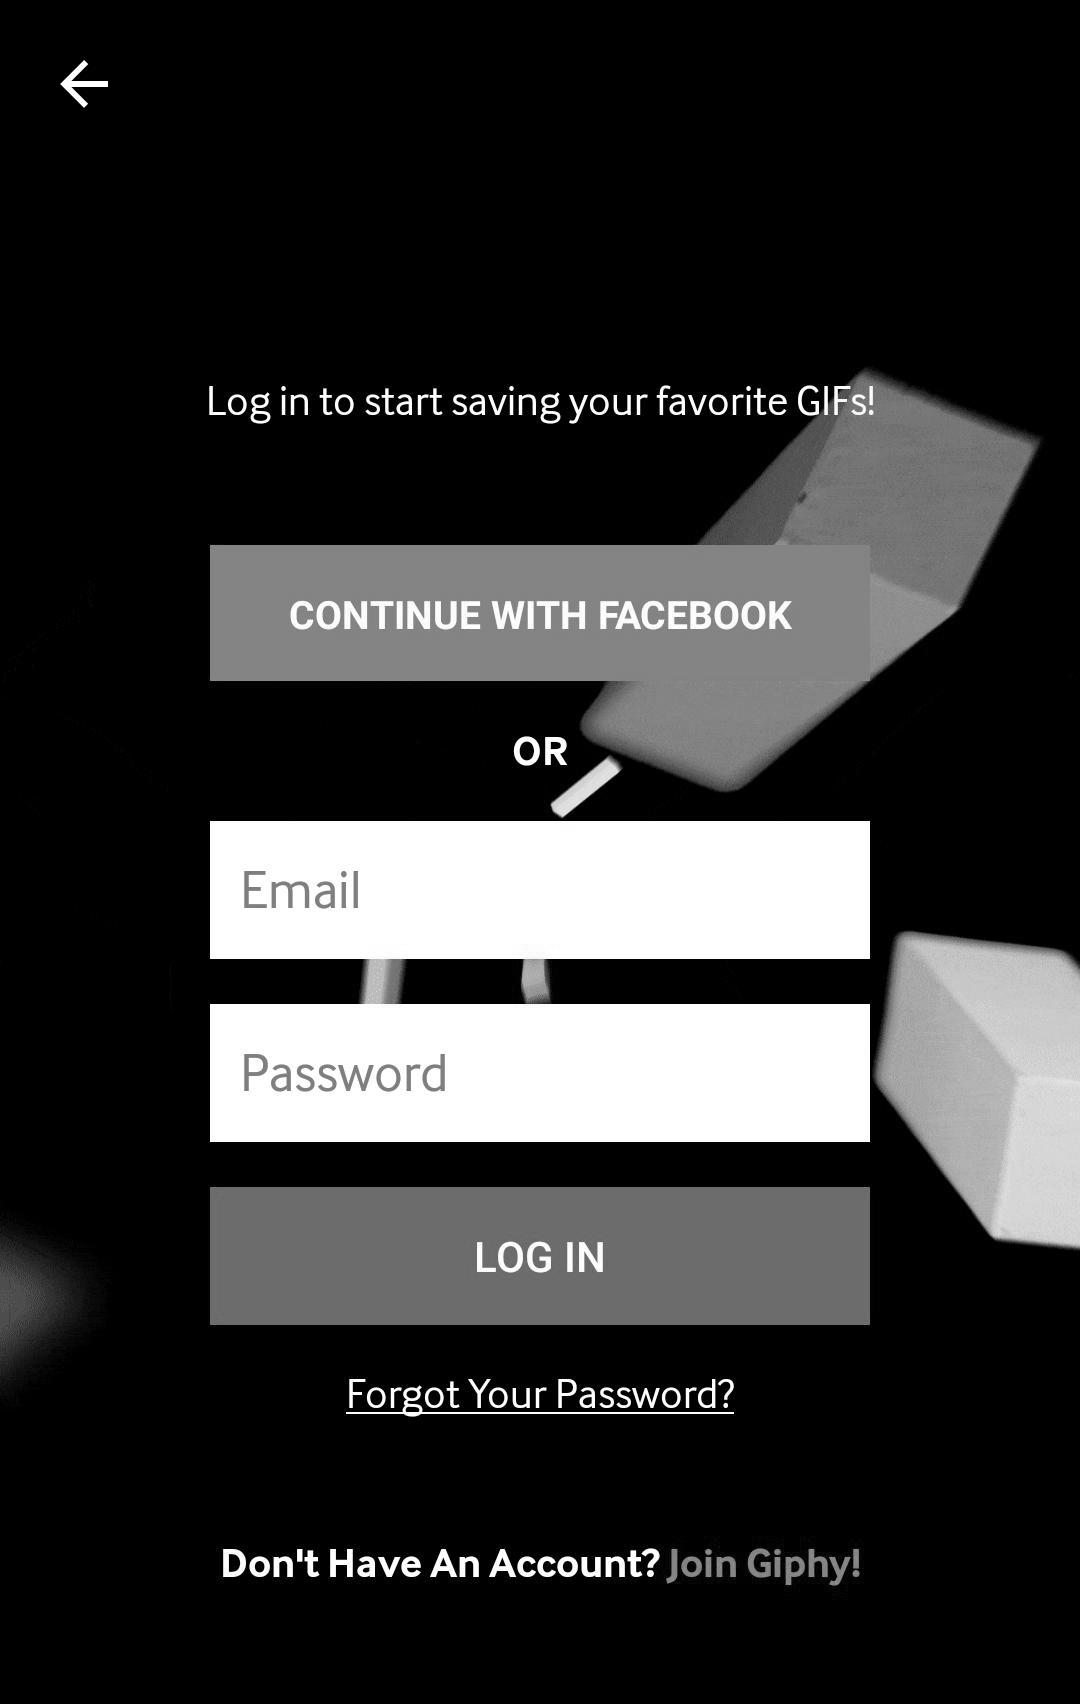 Log in to start saving your favorite GIFs!
CONTINUE WITH FACEBOOK
OR
Email
Password
LOG IN
Forgot Your Password?
Don't Have An Account? Join Giphy!